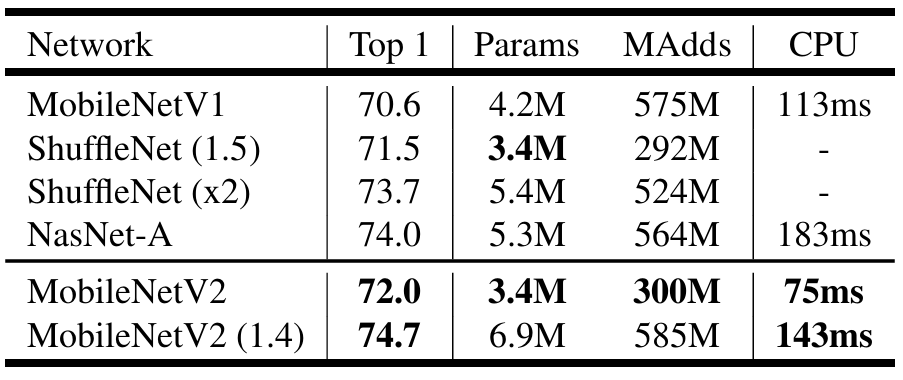 Network Top 1 Params MAdds CPU
MobileNetV1 70.6 4.2M 575M 113ms
ShuffleNet (1.5) 71.5 3.4M 292M -
ShuffleNet (x2) 73.7 5.4M 524M -
NasNet-A 74.0 5.3M 564M 183ms
MobileNetV2 72.0 3.4M 300M 75ms
MobileNetV2 (1.4) 74.7 6.9M 585M 143ms